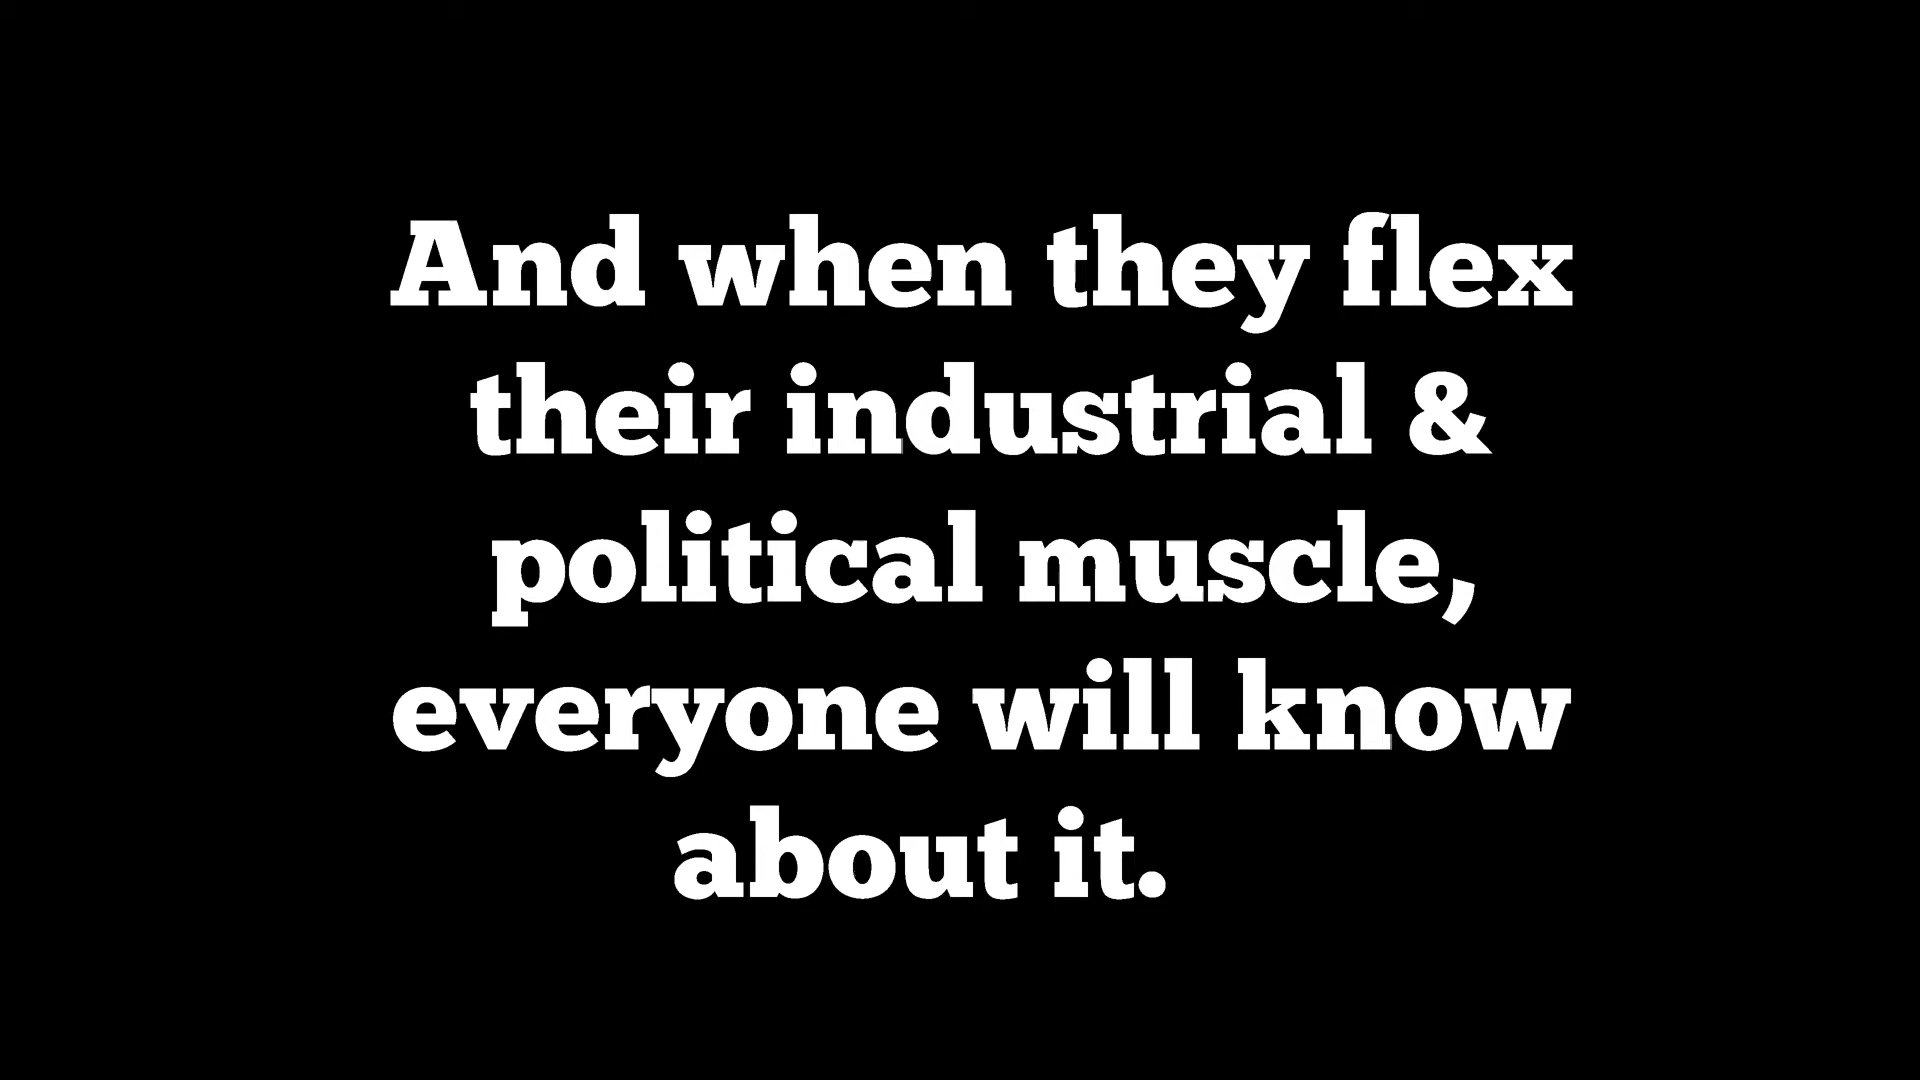 And when they flex
their industrial &
political muscle,
everyone will know
about it.